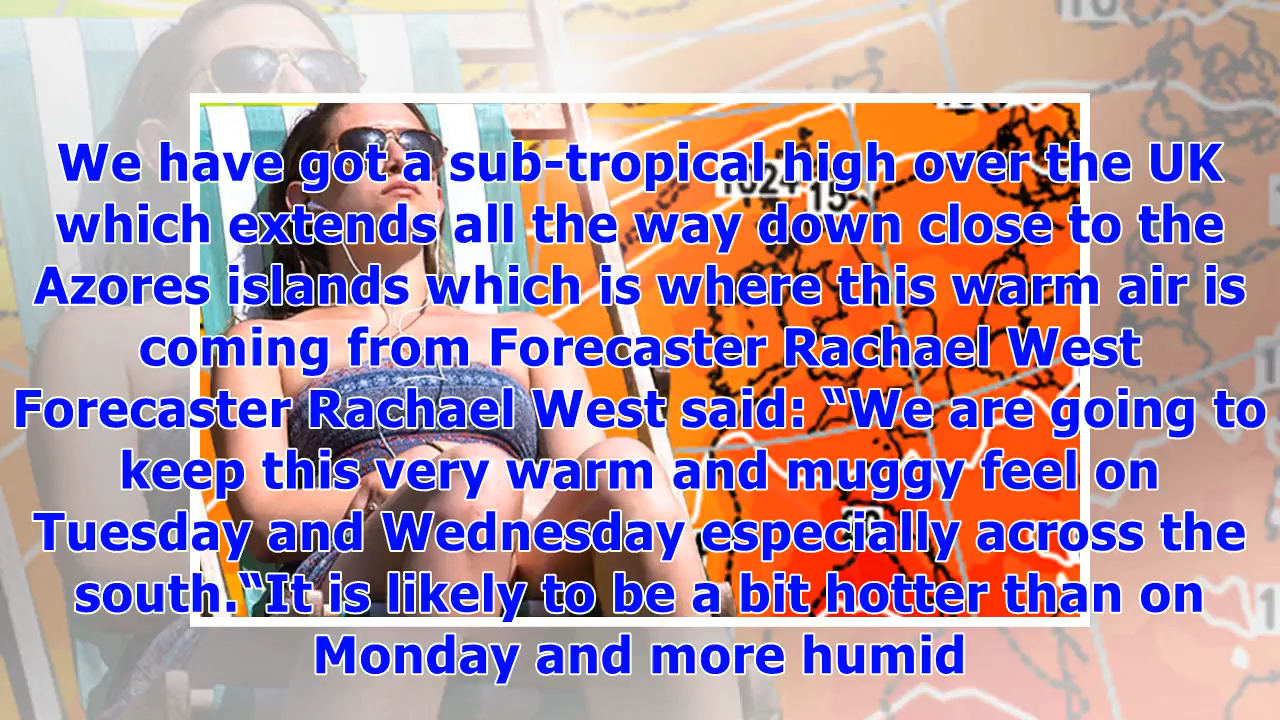 We have got a sub-tropical high over the UK
which extends all the way down close to the
Azores islands which is where this warm air is
coming from Forecaster Rachael West
Forecaster Rachael West said: “We are going to
keep this very warm and muggy feel on
Tuesday and Wednesday especially across the
south. “It is likely to be a bit hotter than on
Monday and more humid